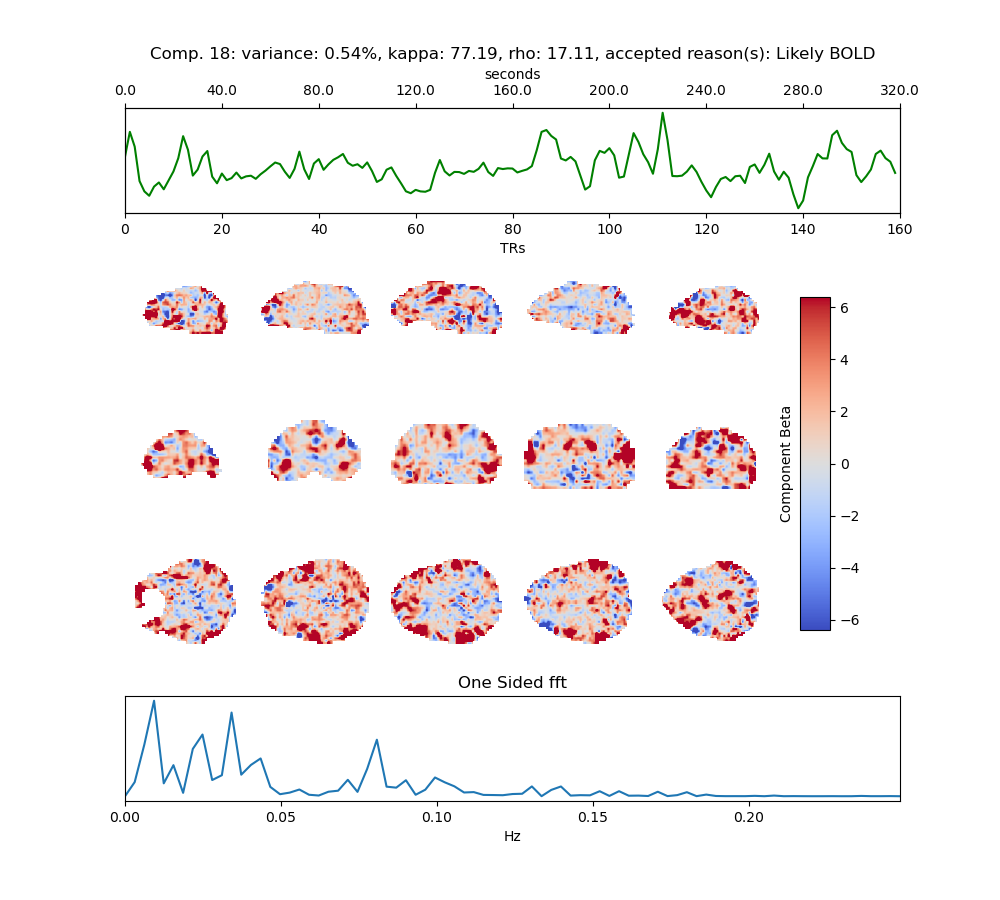 Comp. 18: variance: 0.54%, kappa: 77.19, rho: 17.11, accepted reason(s): Likely BOLD
seconds
0.0 40.0 80.0 120.0 160.0 200.0 240.0 280.0 320.0
0 20 40 60 80 100 120 140 160
TRs
6
4
2
0
−2
−4
−6
Component Beta
One Sided fft
0.00 0.05 0.10 0.15 0.20
Hz